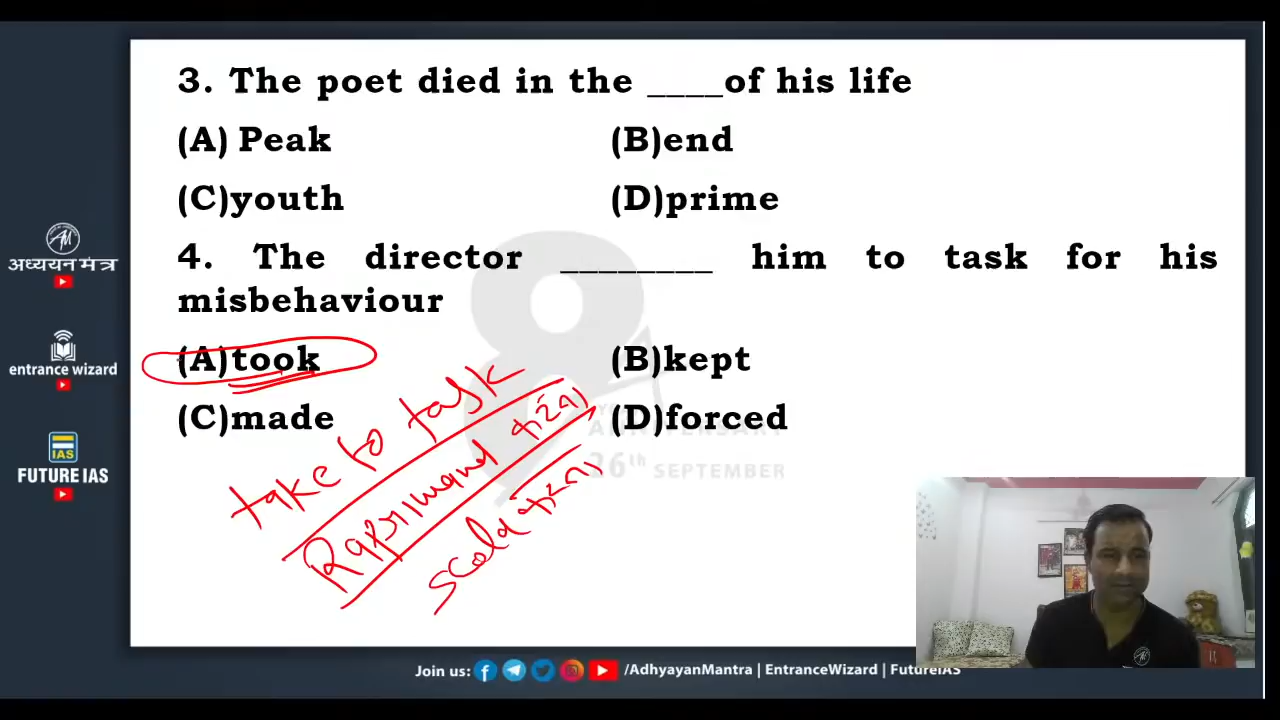 3. The poet died in the ____of his life
(A) Peak
(B)end
(C)youth
(D)prime
4. The director ________ him to task for his
misbehaviour
(A)took
(B)kept
(C)made
(D)forced
take to task
Reprimand करना
scold करना
26th SEPTEMBER
अध्ययन मंत्र
entrance wizard
IAS
FUTURE IAS
Join us: /AdhyayanMantra | EntranceWizard | FutureIAS